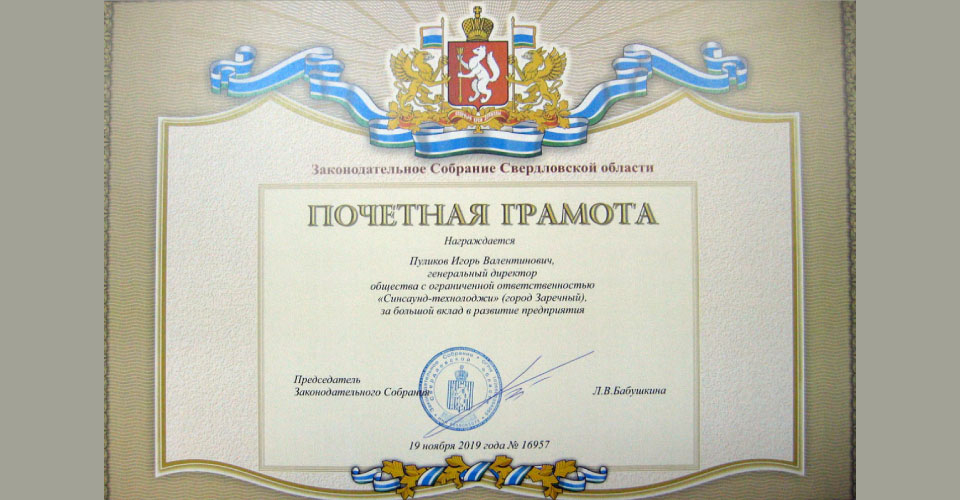 Законодательное Собрание Свердловской области
ПОЧЕТНАЯ ГРАМОТА
Награждается
Пуликов Игорь Валентинович,
генеральный директор
общества с ограниченной ответственностью
«Синсаунд-технолоджи» (город Заречный),
за большой вклад в развитие предприятия
Председатель
Законодательного Собрания
Л.В.Бабушкина
19 ноября 2019 года № 16957